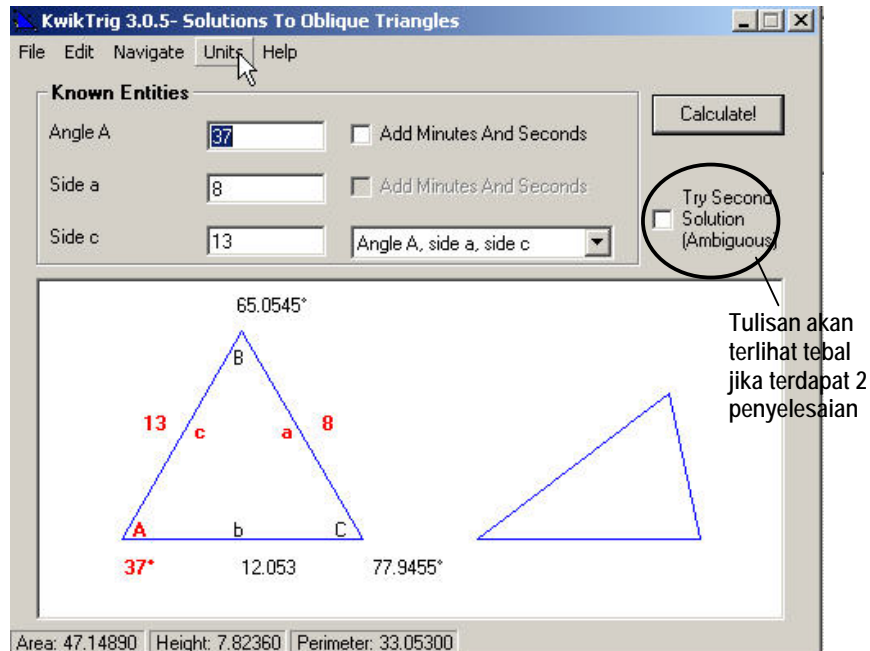 KwikTrig 3.0.5- Solutions To Oblique Triangles
File Edit Navigate Units Help
Known Entities
Angle A 37 Add Minutes And Seconds
Side a 8 Add Minutes And Seconds
Side c 13 Angle A, side a, side c
Calculate!
Try Second
Solution
(Ambiguous)
Tulisan akan
terlihat tebal
jika terdapat 2
penyelesaian
65.0545°
B
13 c a 8
A b C
37° 12.053 77.9455°
Area: 47.14890 Height: 7.82360 Perimeter: 33.05300